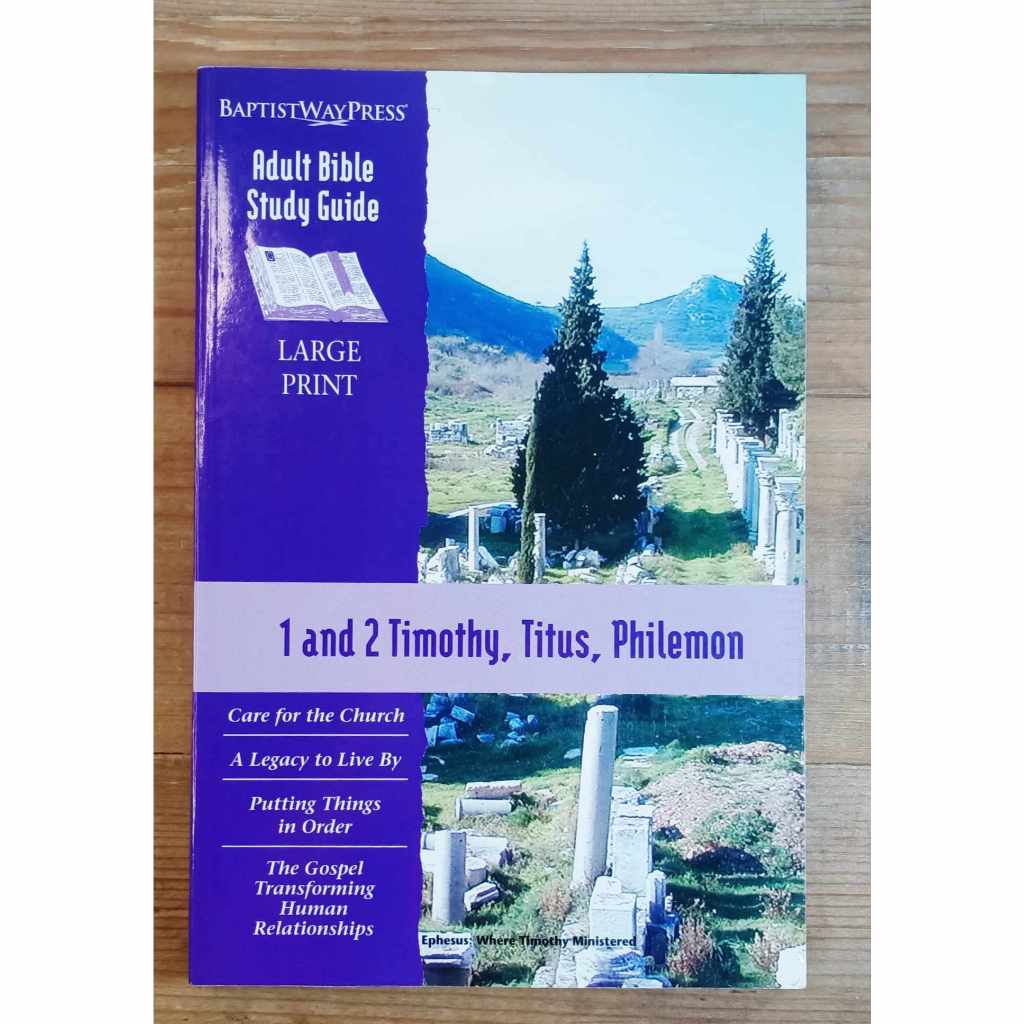 BAPTISTWAYPRESS®
Adult Bible
Study Guide
LARGE
PRINT
1 and 2 Timothy, Titus, Philemon
Care for the Church
A Legacy to Live By
Putting Things
in Order
The Gospel
Transforming
Human
Relationships
Ephesus: Where Timothy Ministered